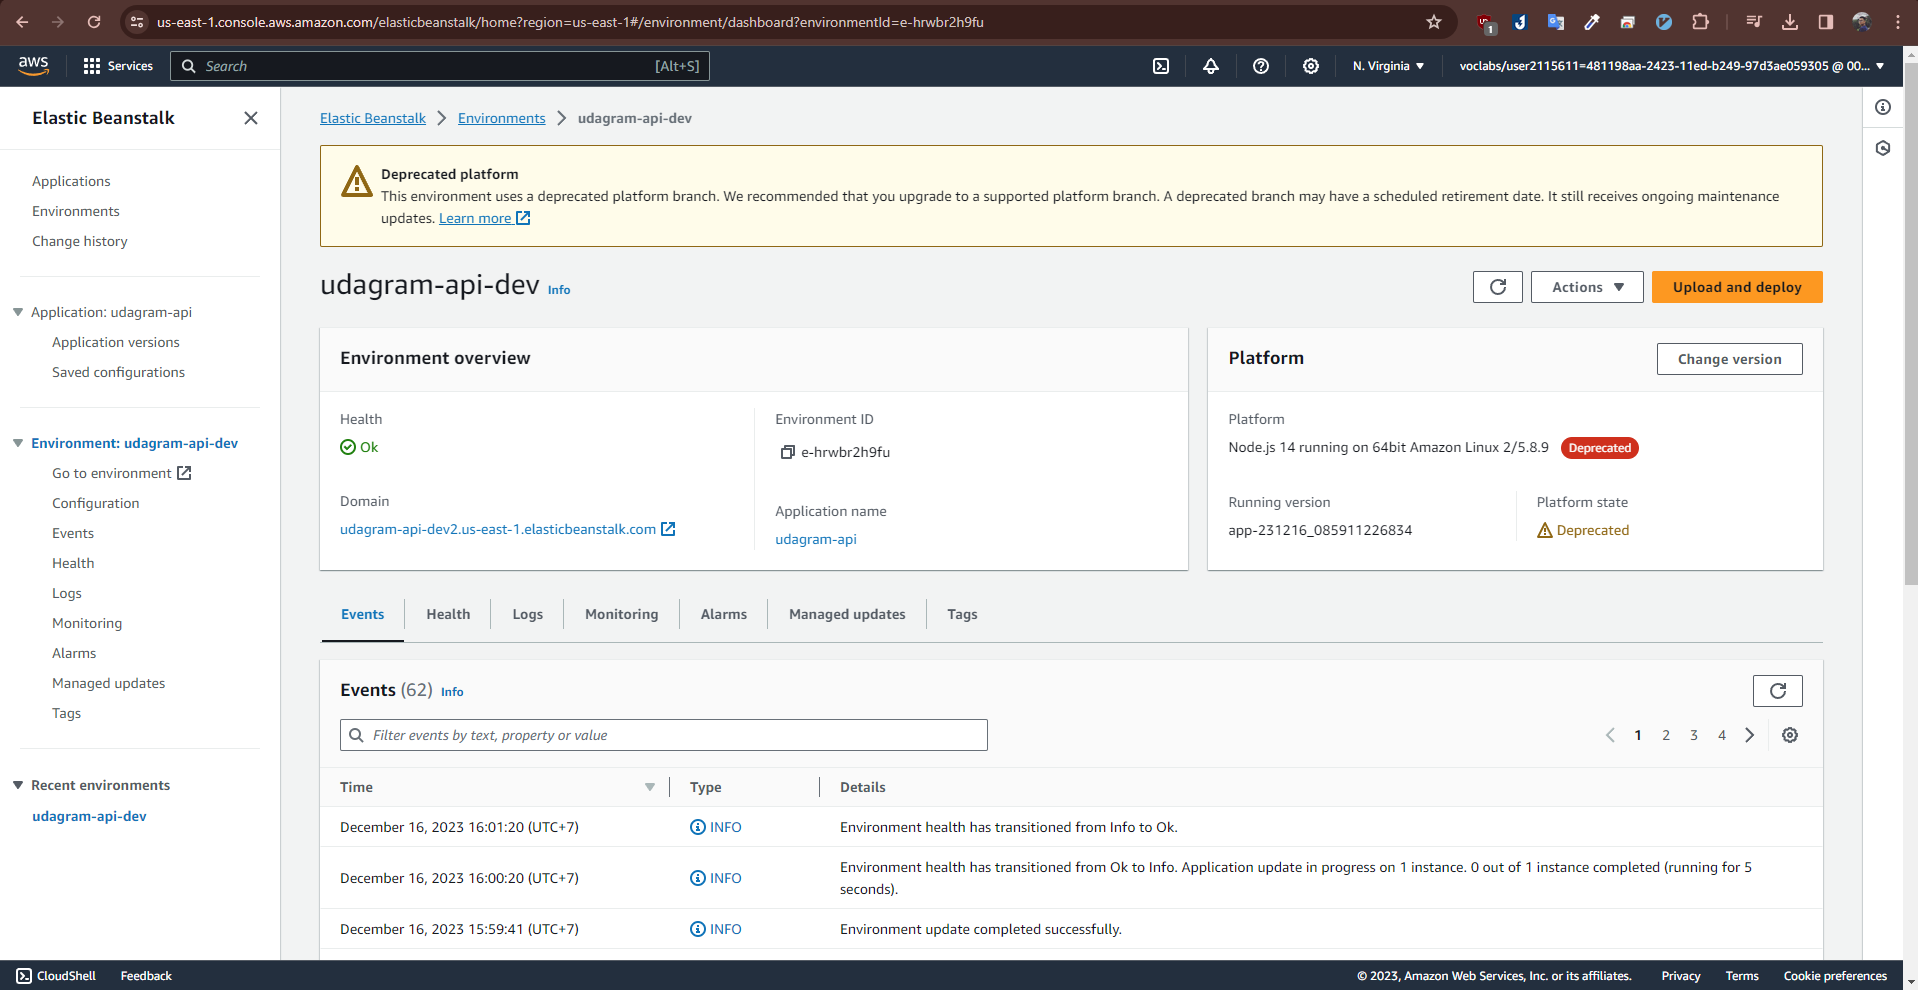 us-east-1.console.aws.amazon.com/elasticbeanstalk/home?region=us-east-1#/environment/dashboard?environmentId=e-hrwbr2h9fu
1
aws
Services
Search
[Alt+S]
N. Virginia
voclabs/user2115611=481198aa-2423-11ed-b249-97d3ae059305 @ 00...
Elastic Beanstalk
Applications
Environments
Change history
Application: udagram-api
Application versions
Saved configurations
Environment: udagram-api-dev
Go to environment
Configuration
Events
Health
Logs
Monitoring
Alarms
Managed updates
Tags
Recent environments
udagram-api-dev
Elastic Beanstalk
Environments
udagram-api-dev
Deprecated platform
This environment uses a deprecated platform branch. We recommended that you upgrade to a supported platform branch. A deprecated branch may have a scheduled retirement date. It still receives ongoing maintenance
updates. Learn more
udagram-api-dev Info
Actions
Upload and deploy
Environment overview
Health
Ok
Domain
udagram-api-dev2.us-east-1.elasticbeanstalk.com
Environment ID
e-hrwbr2h9fu
Application name
udagram-api
Platform
Change version
Platform
Node.js 14 running on 64bit Amazon Linux 2/5.8.9 Deprecated
Running version
app-231216_085911226834
Platform state
Deprecated
Events
Health
Logs
Monitoring
Alarms
Managed updates
Tags
Events (62) Info
Filter events by text, property or value
1 2 3 4
Time Type Details
December 16, 2023 16:01:20 (UTC+7) INFO Environment health has transitioned from Info to Ok.
December 16, 2023 16:00:20 (UTC+7) INFO Environment health has transitioned from Ok to Info. Application update in progress on 1 instance. 0 out of 1 instance completed (running for 5
seconds).
December 16, 2023 15:59:41 (UTC+7) INFO Environment update completed successfully.
CloudShell
Feedback
© 2023, Amazon Web Services, Inc. or its affiliates.
Privacy
Terms
Cookie preferences